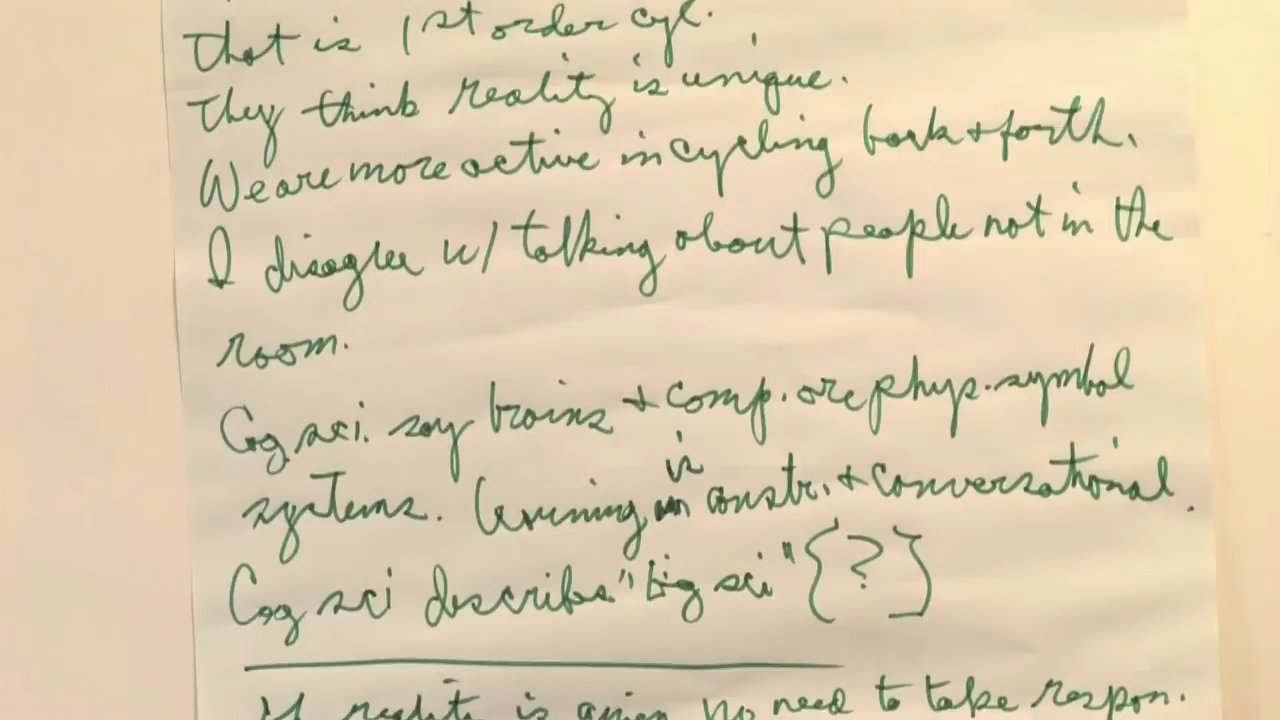 that is 1st order cyb.
They think reality is unique.
We are more active in cycling back + forth.
I disagree w/ talking about people not in the
room.
Cog sci. say brains + comp. are phys. symbol
systems. Learning is constr. + conversational.
Cog sci describes "big sci" {?}
If reality is given no need to take respon.